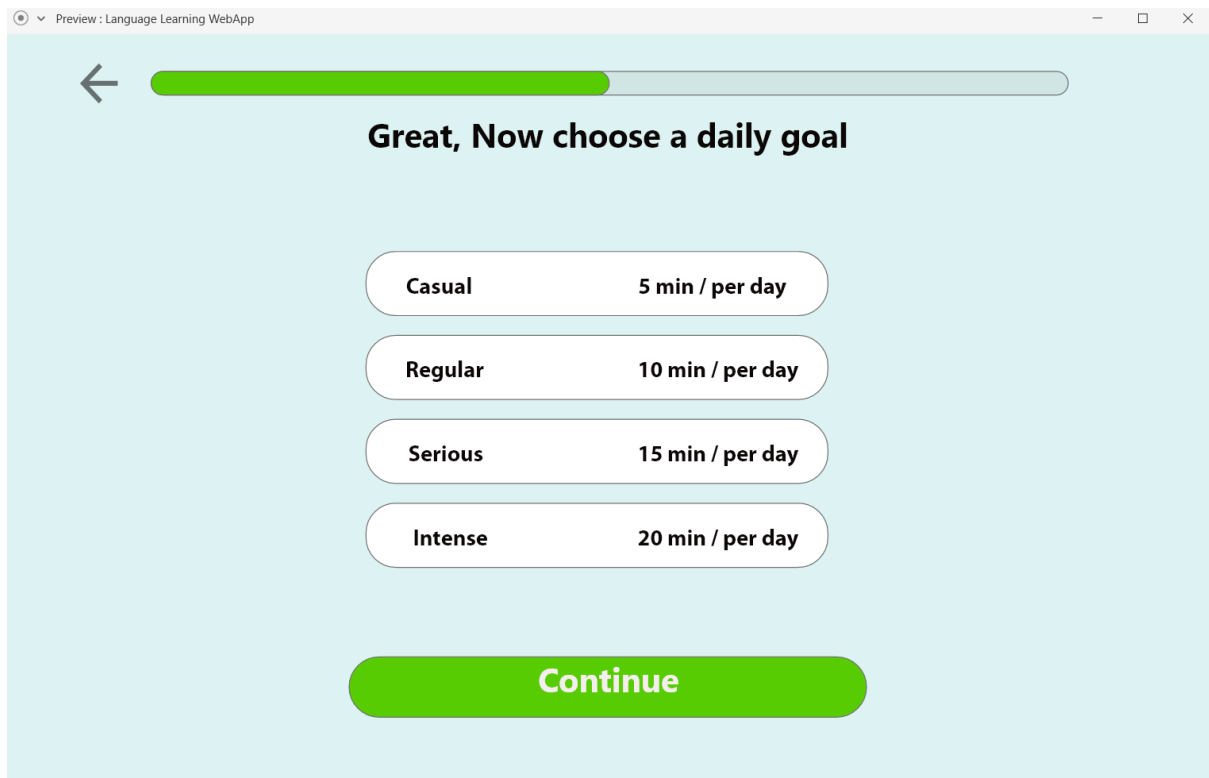 Preview : Language Learning WebApp
Great, Now choose a daily goal
Casual 5 min / per day
Regular 10 min / per day
Serious 15 min / per day
Intense 20 min / per day
Continue